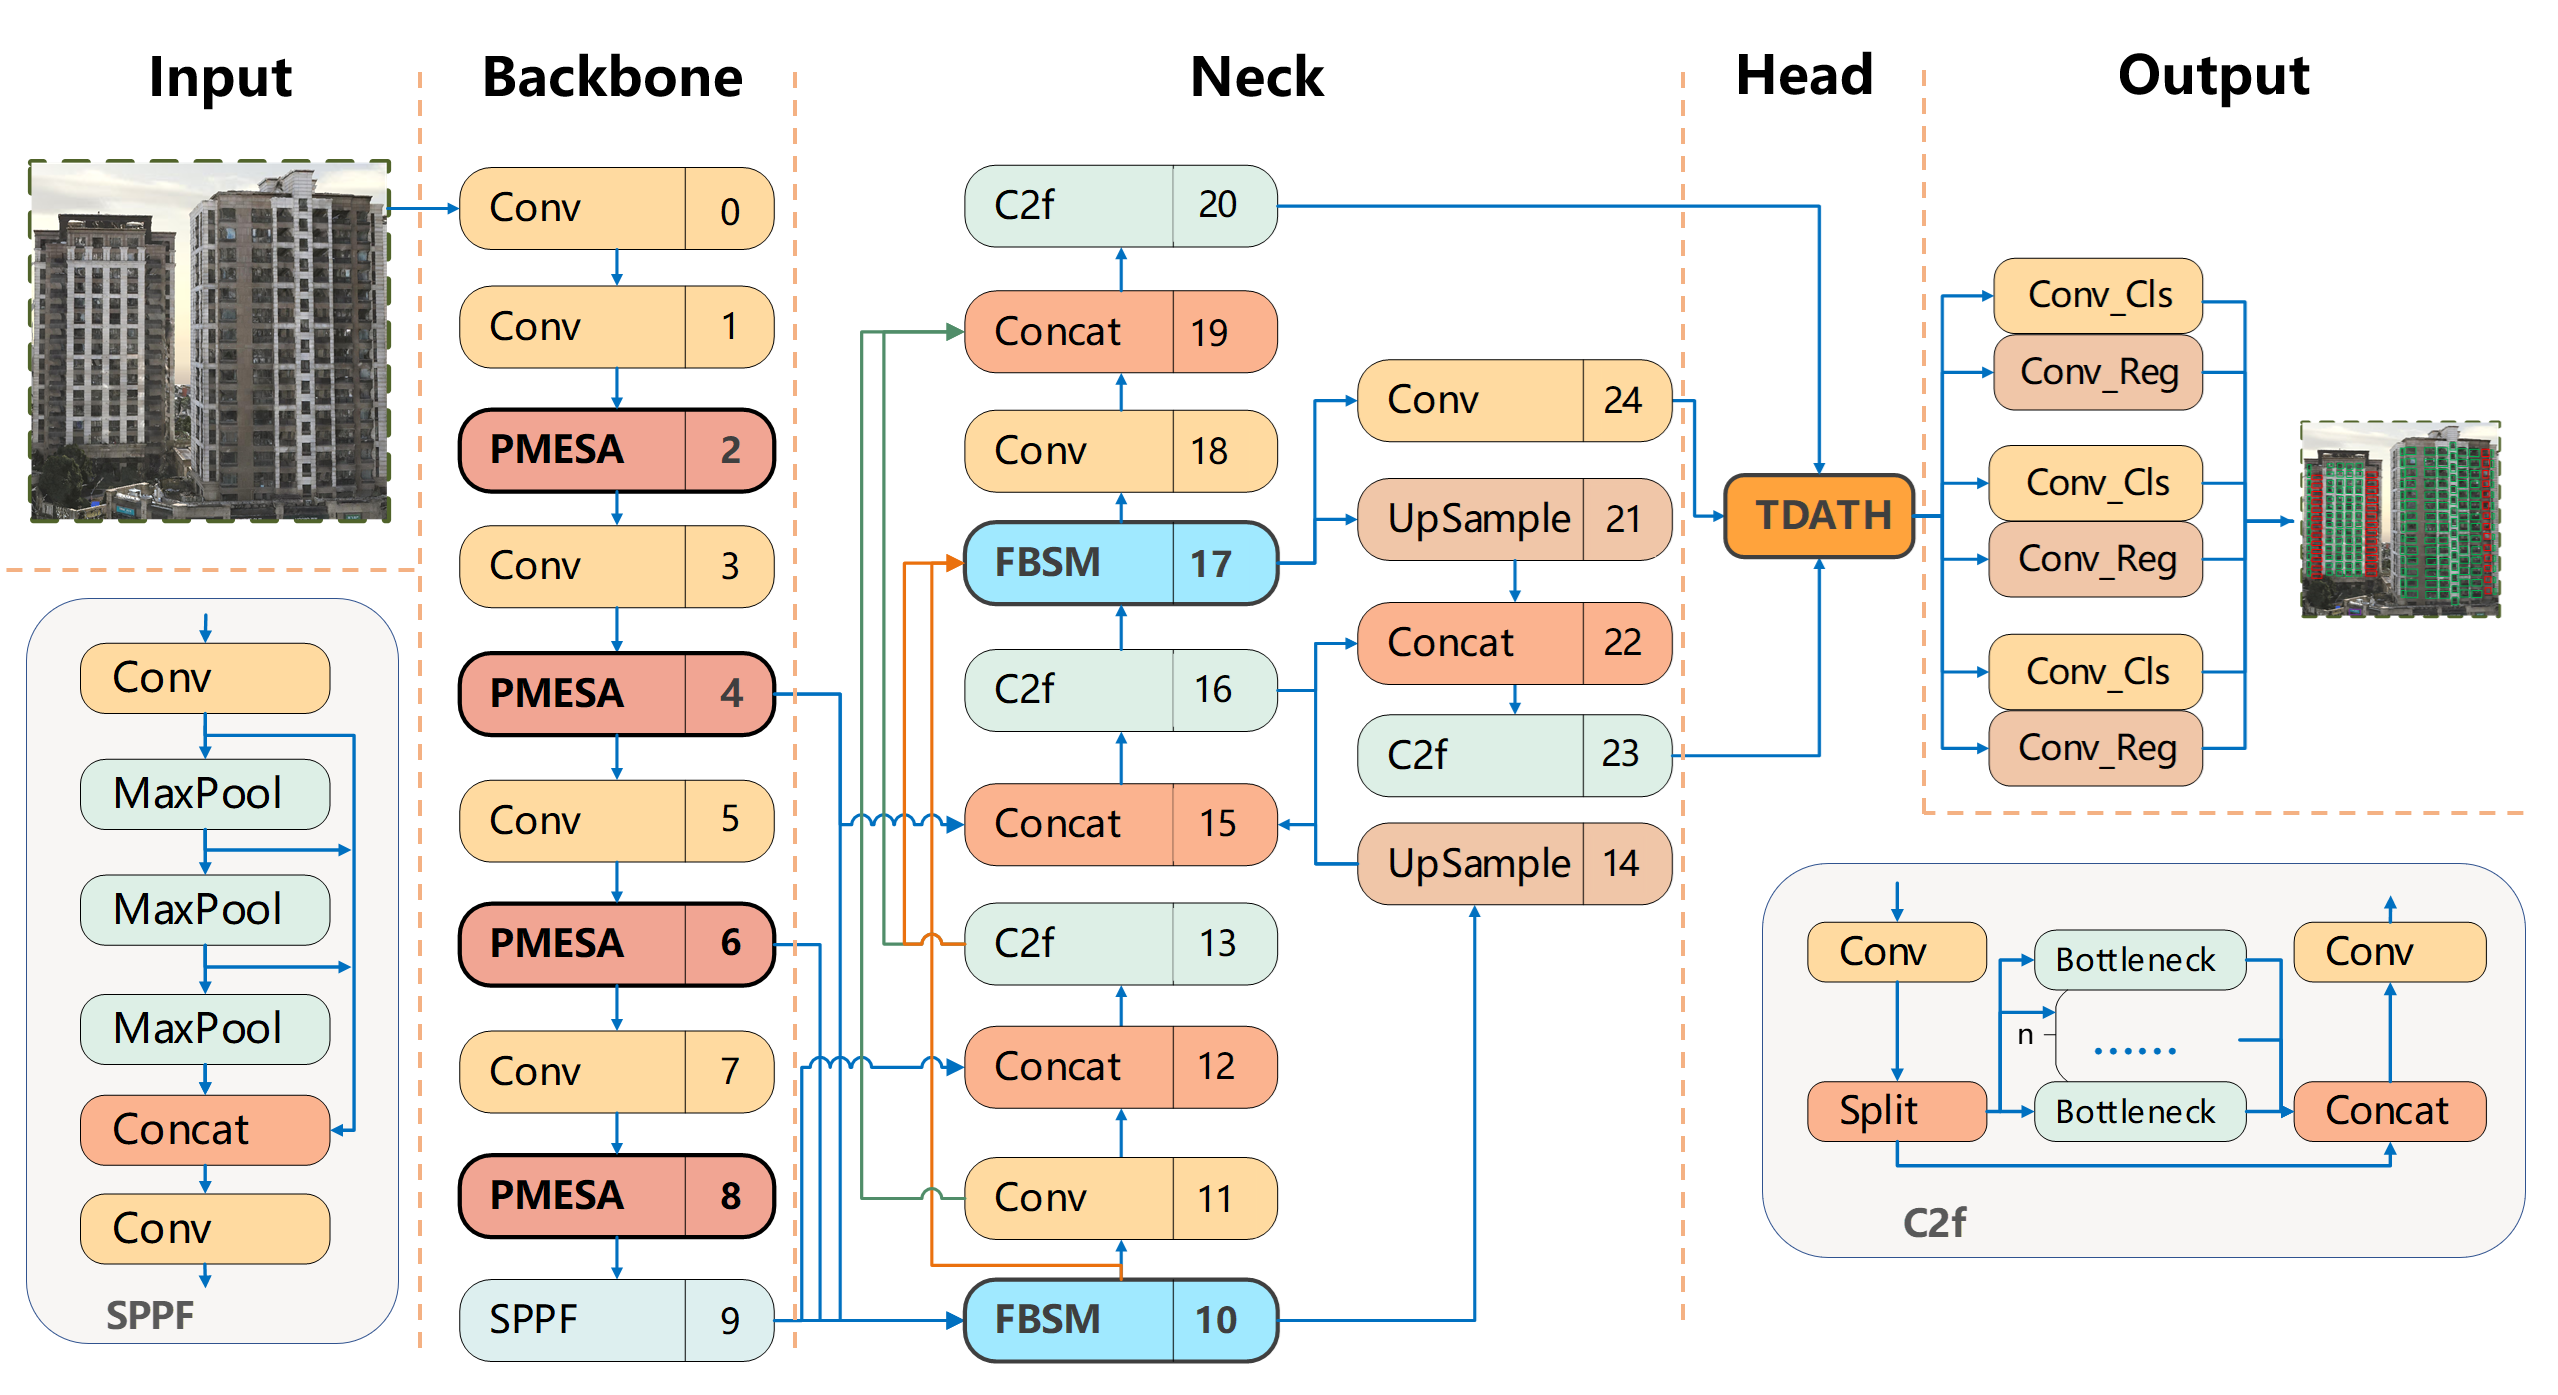 Input
Backbone
Neck
Head
Output
Conv 0
Conv 1
PMESA 2
Conv 3
PMESA 4
Conv 5
PMESA 6
Conv 7
PMESA 8
SPPF 9
Conv
MaxPool
MaxPool
MaxPool
Concat
Conv
SPPF
C2f 20
Concat 19
Conv 18
FBSM 17
C2f 16
Concat 15
C2f 13
Concat 12
Conv 11
FBSM 10
Conv 24
UpSample 21
Concat 22
C2f 23
UpSample 14
TDATH
Conv_Cls
Conv_Reg
Conv_Cls
Conv_Reg
Conv_Cls
Conv_Reg
Conv
Bottleneck
Conv
n
......
Split
Bottleneck
Concat
C2f